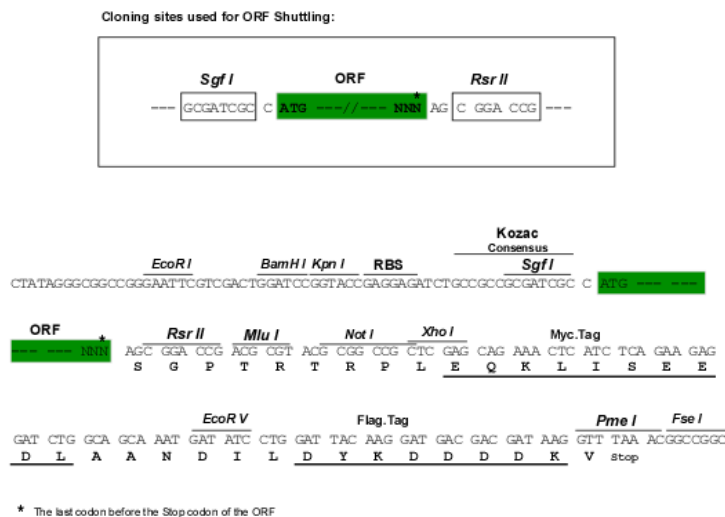 Cloning sites used for ORF Shuttling:
Sgf I ORF Rsr II
*
--- GCGATCGC C ATG ---//--- NNN AG C GGA CCG ---
Kozac
Consensus
EcoR I BamH I Kpn I RBS Sgf I
CTATAGGGCGGCCGGGAATTCGTCGACTGGATCCGGTACCGAGGAGATCTGCCGCCGCGATCGC C ATG --- ---
ORF *
Rsr II Mlu I Not I Xho I Myc.Tag
--- --- NNN AGC GGA CCG ACG CGT ACG CGG CCG CTC GAG CAG AAA CTC ATC TCA GAA GAG
S G P T R T R P L E Q K L I S E E
EcoR V Flag.Tag Pme I Fse I
GAT CTG GCA GCA AAT GAT ATC CTG GAT TAC AAG GAT GAC GAC GAT AAG GTT TAA ACGGCCGGC
D L A A N D I L D Y K D D D D K V Stop
* The last codon before the Stop codon of the ORF